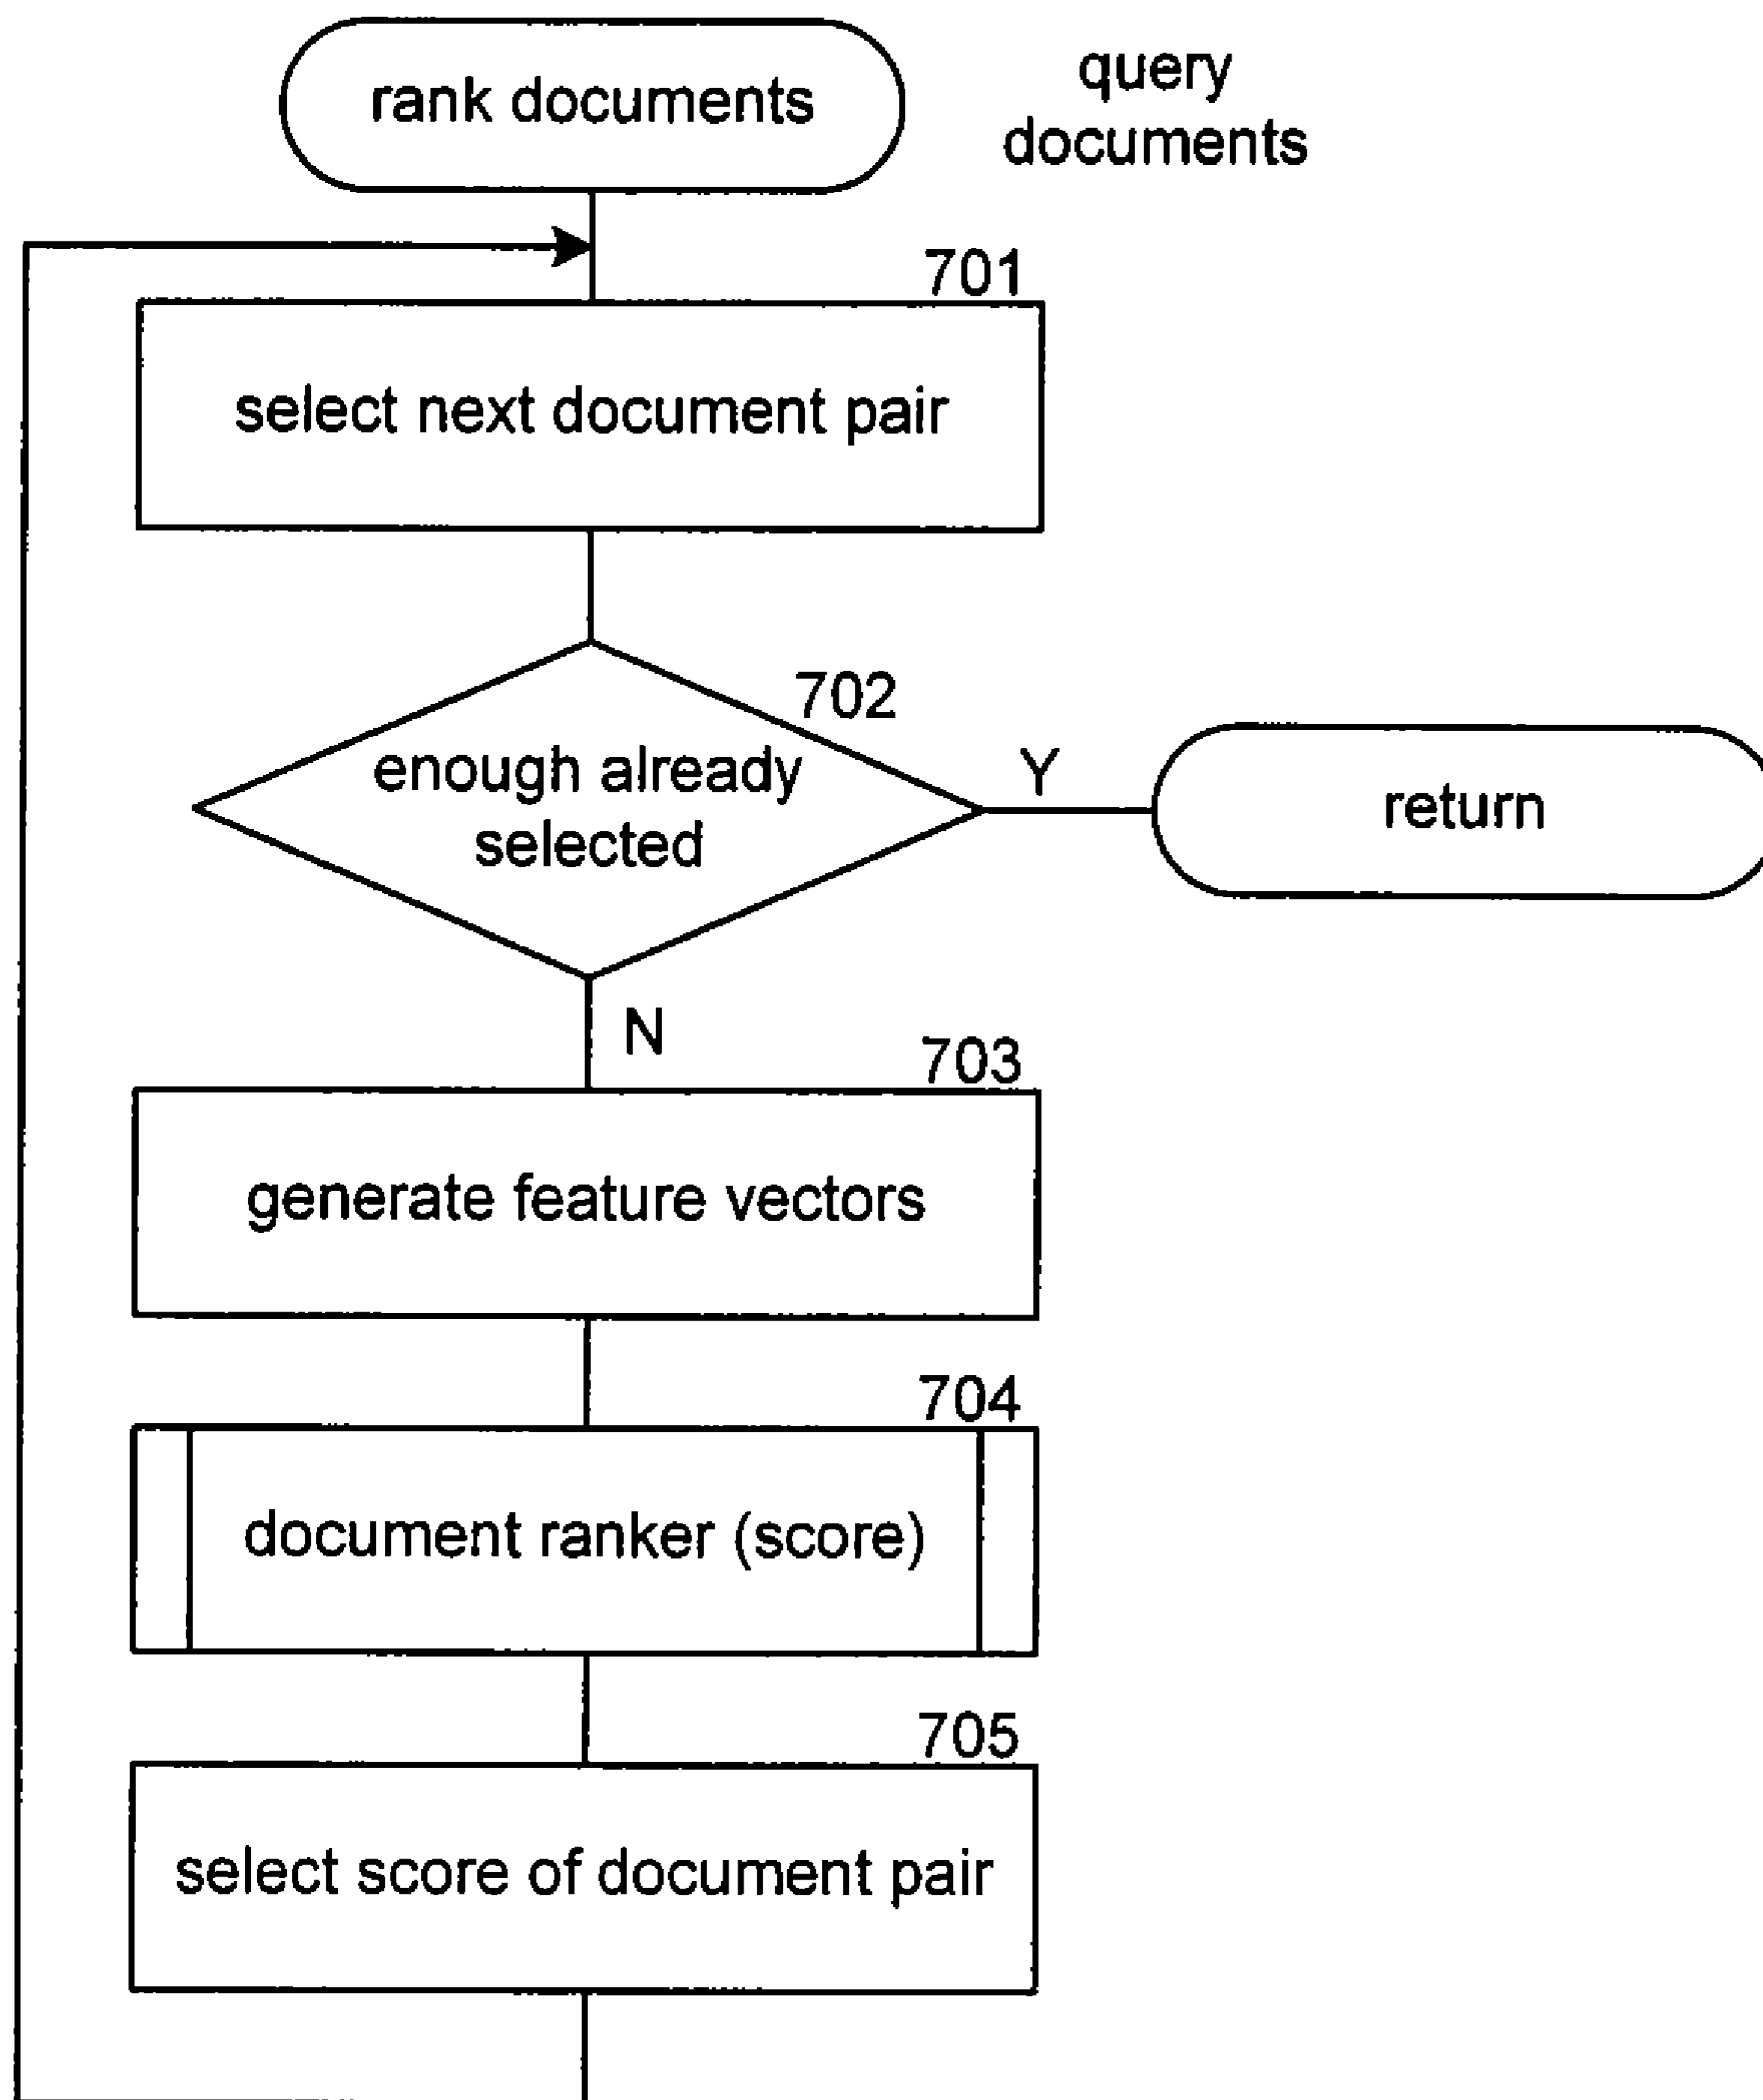 rank documents
query
documents
701
select next document pair
702
enough already
selected
Y
return
N
703
generate feature vectors
704
document ranker (score)
705
select score of document pair